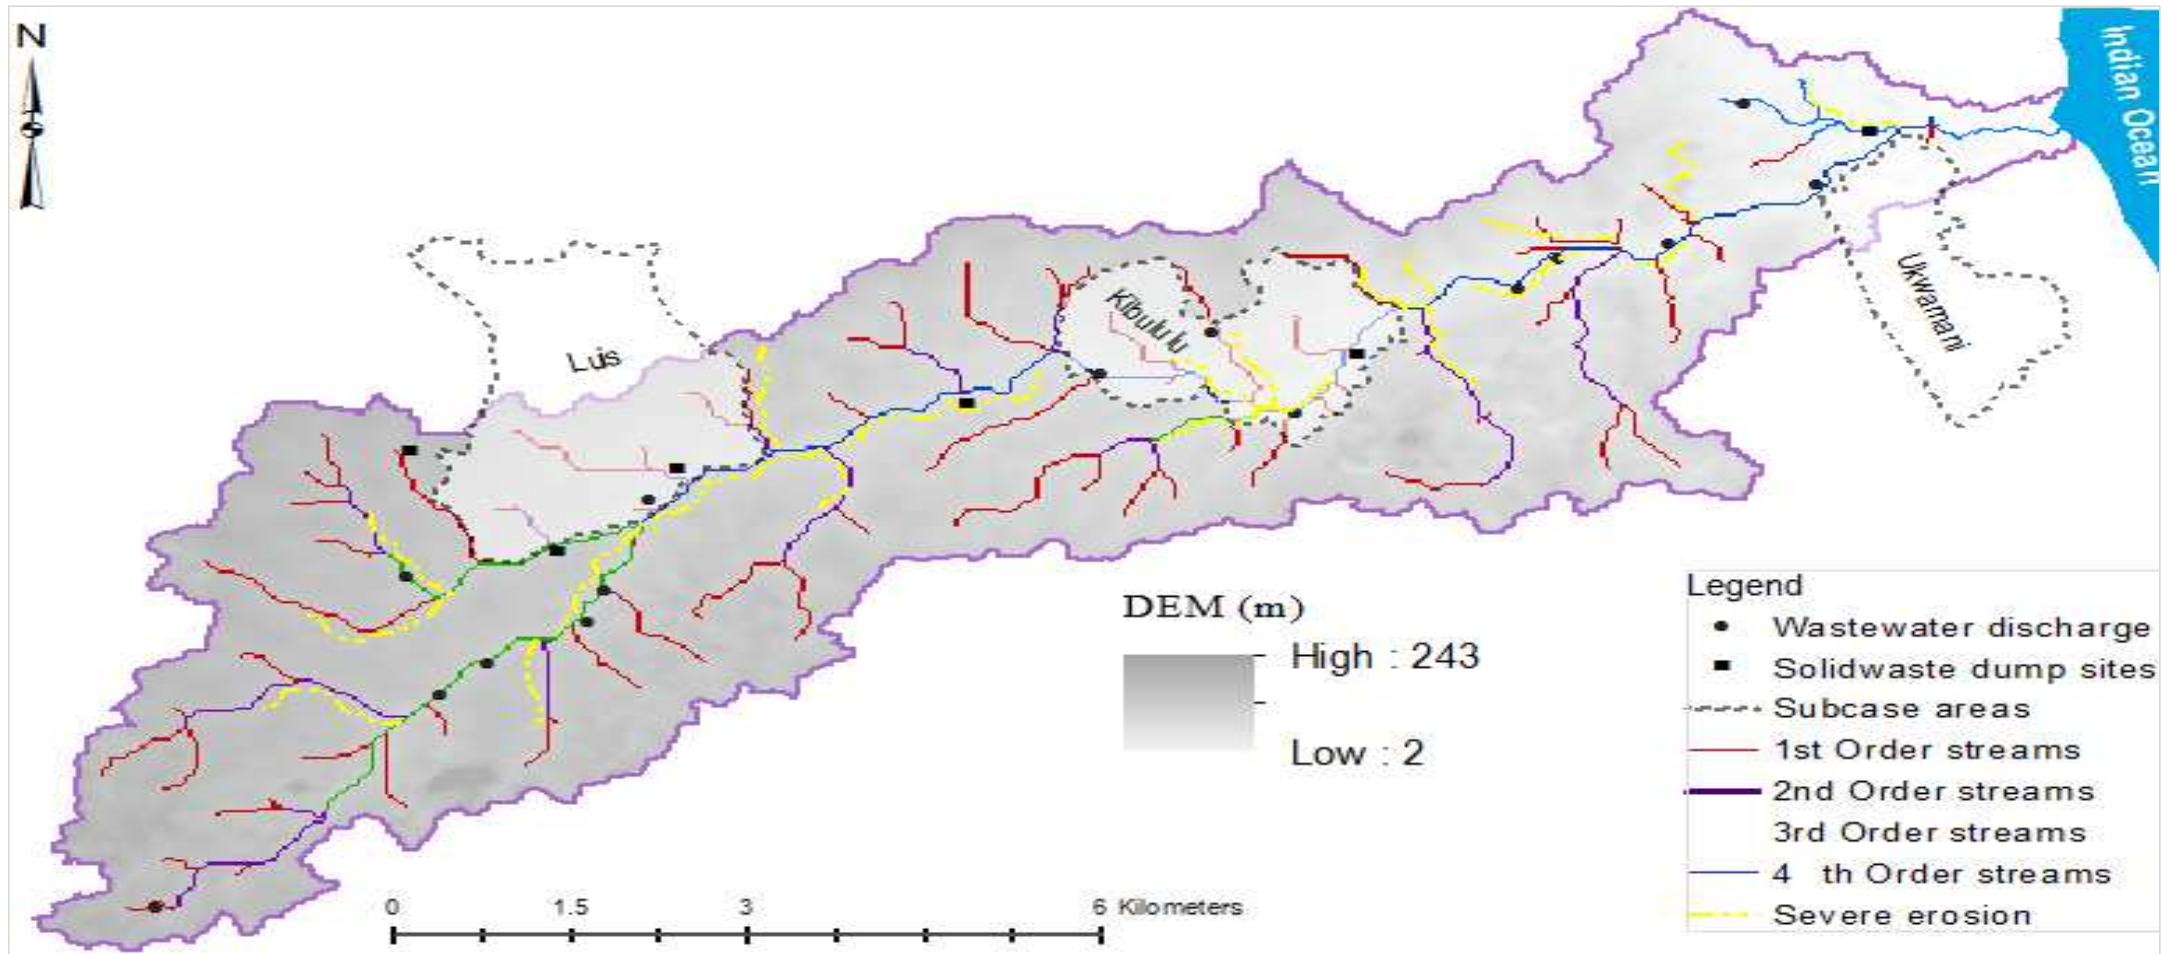 N
Indian Ocean
Luis
Kibululu
Ukwamani
DEM (m)
High : 243
Low : 2
0 1.5 3 6 Kilometers
Legend
Wastewater discharge
Solidwaste dump sites
Subcase areas
1st Order streams
2nd Order streams
3rd Order streams
4 th Order streams
Severe erosion